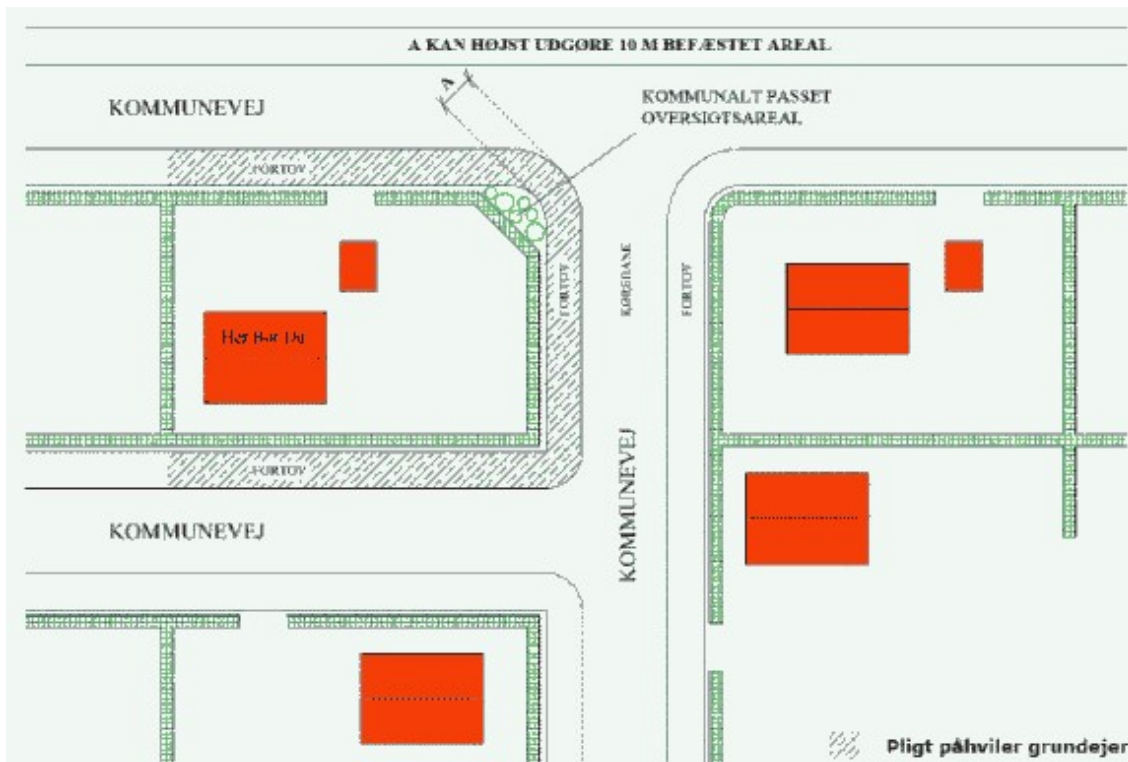 A KAN HØJST UDGØRE 10 M BEFÆSTET AREAL
A
KOMMUNEVEJ
KOMMUNALT PASSET
OVERSIGTSAREAL
FORTOV
FORTOV
KØREBANE
FORTOV
Her Bor Du
KOMMUNEVEJ
FORTOV
KOMMUNEVEJ
Pligt påhviler grundejer